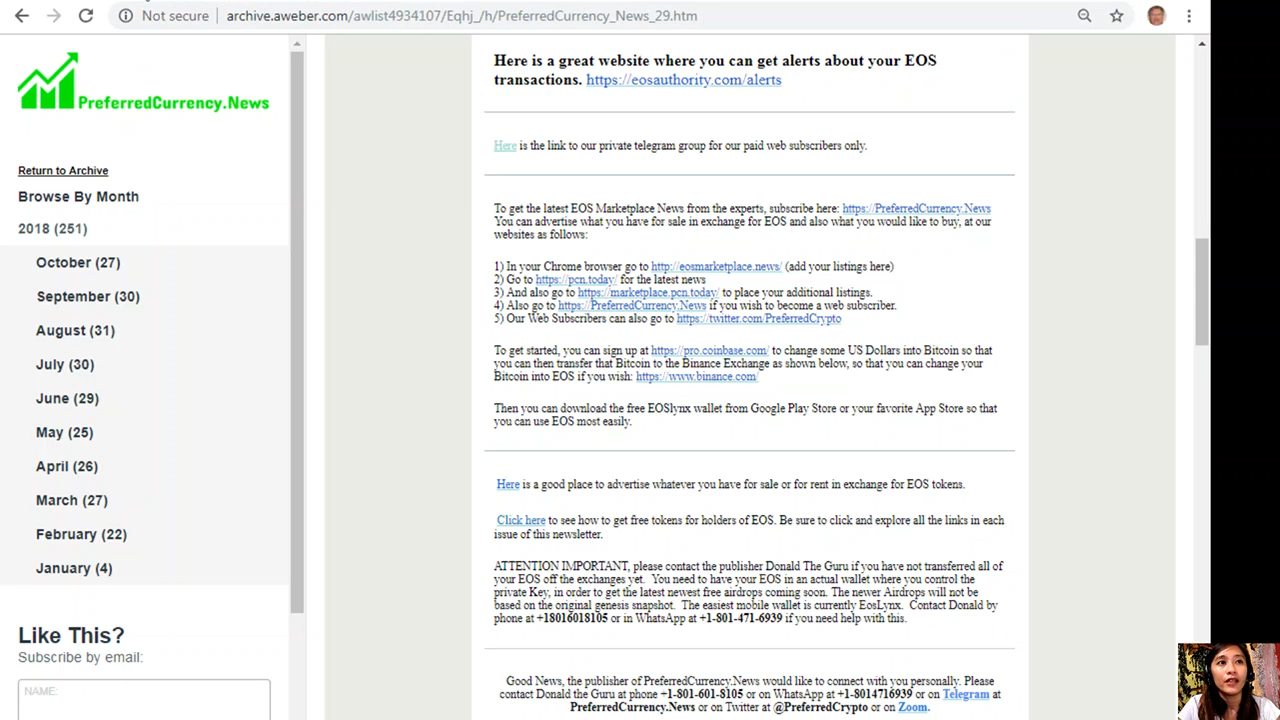 Not secure
archive.aweber.com/awlist4934107/Eqhj_/h/PreferredCurrency_News_29.htm
PreferredCurrency.News
Return to Archive
Browse By Month
2018 (251)
October (27)
September (30)
August (31)
July (30)
June (29)
May (25)
April (26)
March (27)
February (22)
January (4)
Like This?
Subscribe by email:
NAME:
Here is a great website where you can get alerts about your EOS
transactions. https://eosauthority.com/alerts
Here is the link to our private telegram group for our paid web subscribers only.
To get the latest EOS Marketplace News from the experts, subscribe here: https://PreferredCurrency.News
You can advertise what you have for sale in exchange for EOS and also what you would like to buy, at our
websites as follows:
1) In your Chrome browser go to http://eosmarketplace.news/ (add your listings here)
2) Go to https://pcn.today/ for the latest news
3) And also go to https://marketplace.pcn.today/ to place your additional listings.
4) Also go to https://PreferredCurrency.News if you wish to become a web subscriber.
5) Our Web Subscribers can also go to https://twitter.com/PreferredCrypto
To get started, you can sign up at https://pro.coinbase.com/ to change some US Dollars into Bitcoin so that
you can then transfer that Bitcoin to the Binance Exchange as shown below, so that you can change your
Bitcoin into EOS if you wish: https://www.binance.com/
Then you can download the free EOSlynx wallet from Google Play Store or your favorite App Store so that
you can use EOS most easily.
Here is a good place to advertise whatever you have for sale or for rent in exchange for EOS tokens.
Click here to see how to get free tokens for holders of EOS. Be sure to click and explore all the links in each
issue of this newsletter.
ATTENTION IMPORTANT, please contact the publisher Donald The Guru if you have not transferred all of
your EOS off the exchanges yet. You need to have your EOS in an actual wallet where you control the
private Key, in order to get the latest newest free airdrops coming soon. The newer Airdrops will not be
based on the original genesis snapshot. The easiest mobile wallet is currently EosLynx. Contact Donald by
phone at +18016018105 or in WhatsApp at +1-801-471-6939 if you need help with this.
Good News, the publisher of PreferredCurrency.News would like to connect with you personally. Please
contact Donald the Guru at phone +1-801-601-8105 or on WhatsApp at +1-8014716939 or on Telegram at
PreferredCurrency.News or on Twitter at @PreferredCrypto or on Zoom.